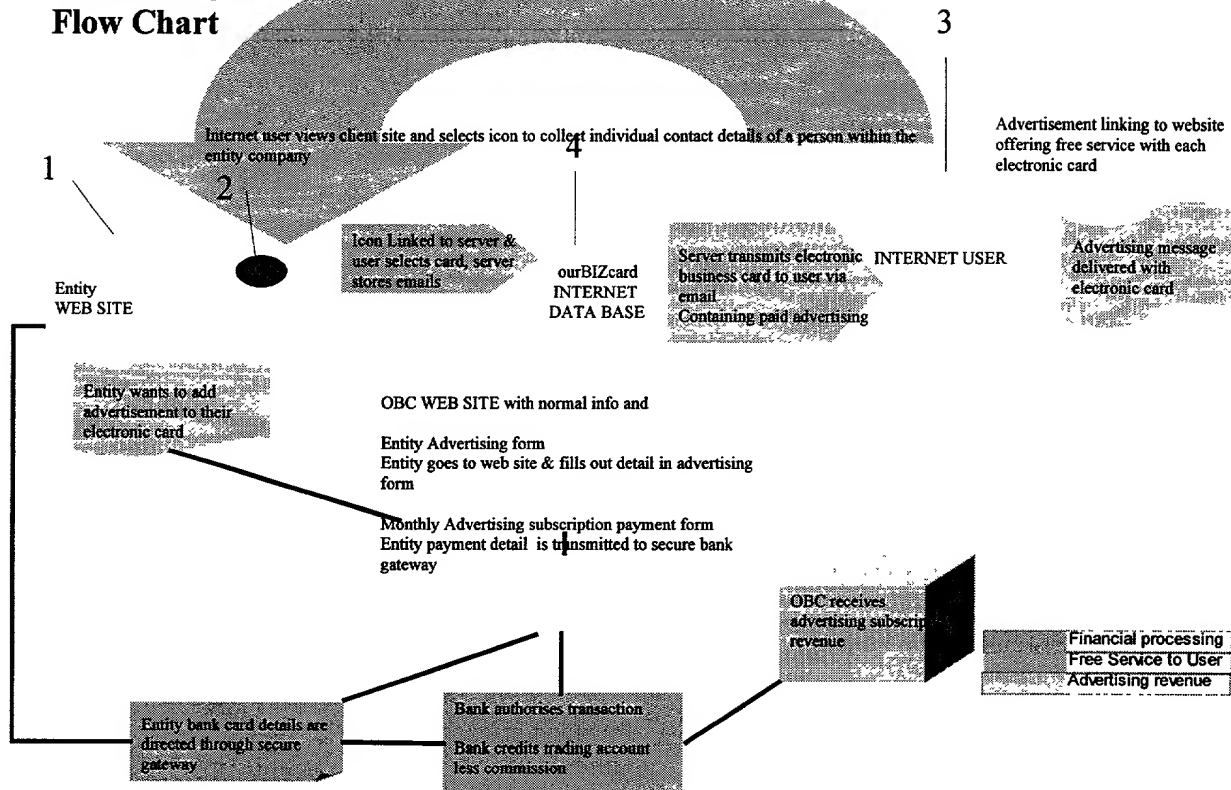 Flow Chart
3
Internet user views client site and selects icon to collect individual contact details of a person within the
entity company
4
Advertisement linking to website
offering free service with each
electronic card
1
2
Icon Linked to server &
user selects card, server
stores emails
ourBIZcard
INTERNET
DATA BASE
Server transmits electronic
business card to user via
email
Containing paid advertising
INTERNET USER
Advertising message
delivered with
electronic card
Entity
WEB SITE
Entity wants to add
advertisement to their
electronic card
OBC WEB SITE with normal info and
Entity Advertising form
Entity goes to web site & fills out detail in advertising
form
Monthly Advertising subscription payment form
Entity payment detail is transmitted to secure bank
gateway
OBC receives
advertising subscrip
revenue
Financial processing
Free Service to User
Advertising revenue
Entity bank card details are
directed through secure
gateway
Bank authorises transaction
Bank credits trading account
less commission